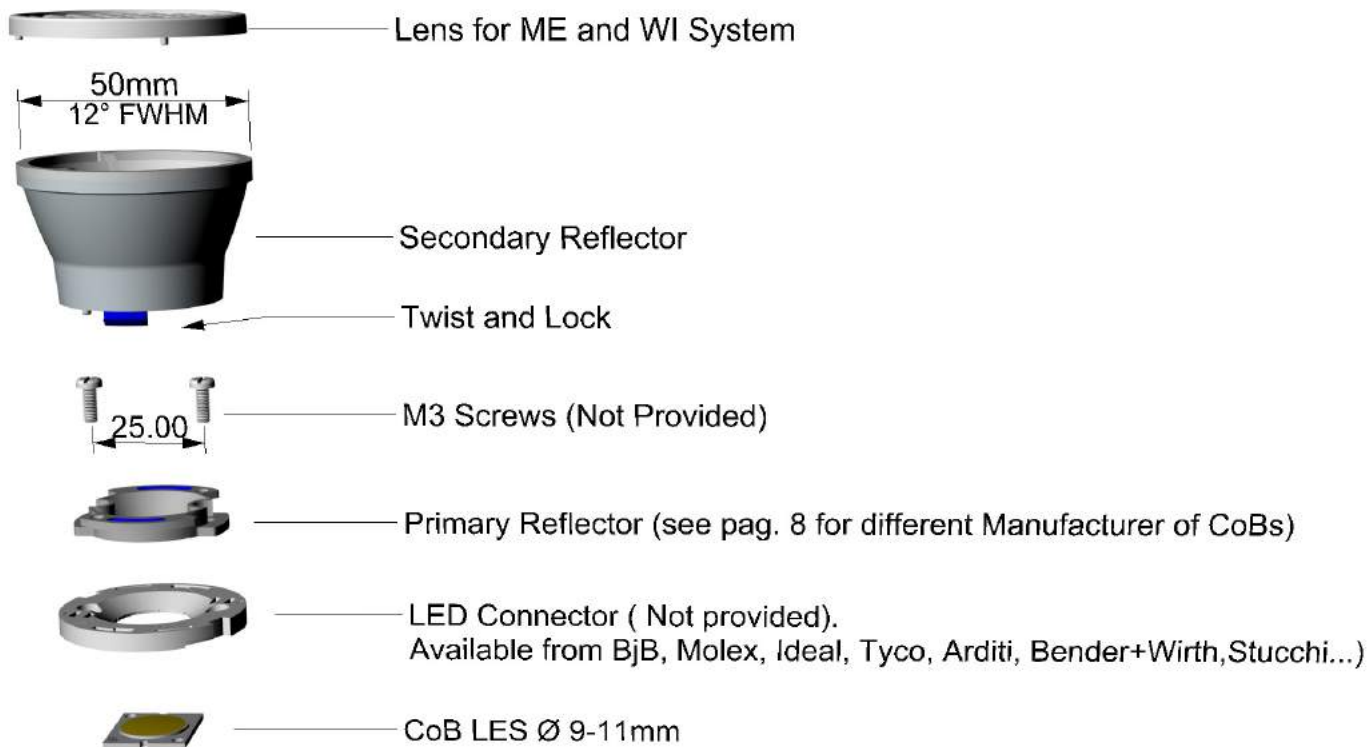 Lens for ME and WI System
50mm
12° FWHM
Secondary Reflector
Twist and Lock
M3 Screws (Not Provided)
25.00
Primary Reflector (see pag. 8 for different Manufacturer of CoBs)
LED Connector ( Not provided).
Available from BjB, Molex, Ideal, Tyco, Arditi, Bender+Wirth,Stucchi...)
CoB LES Ø 9-11mm